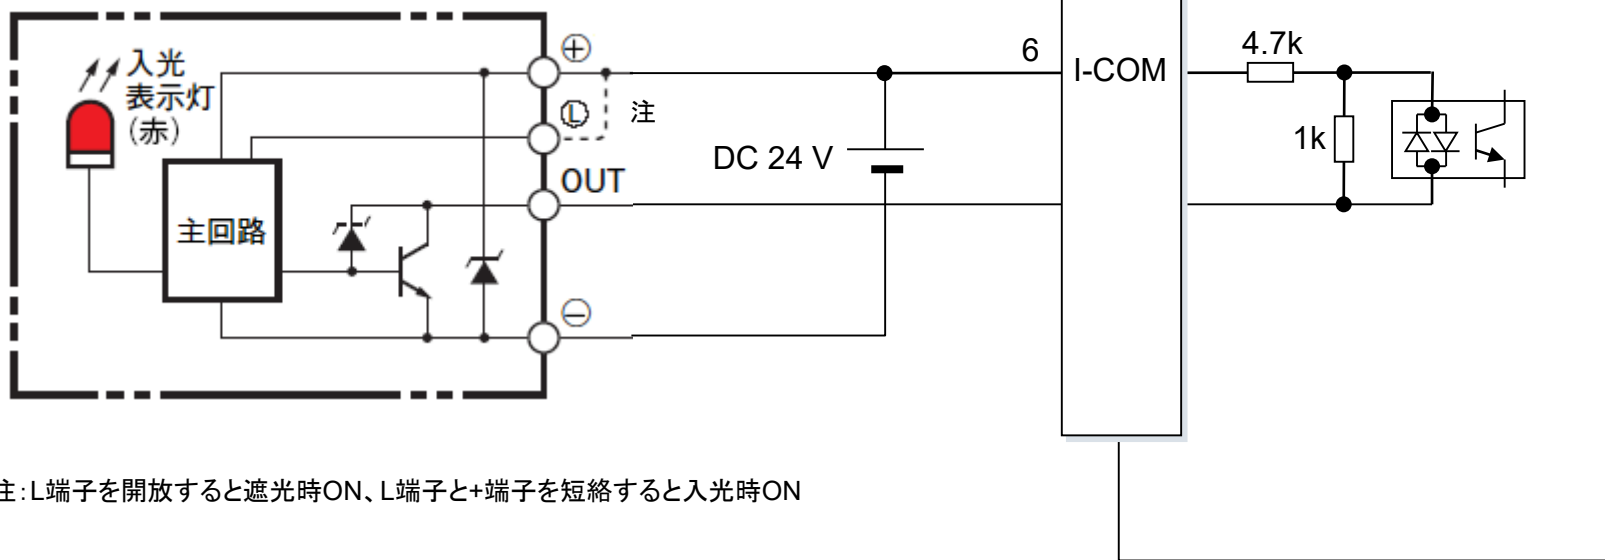 入光
表示灯
(赤)
主回路
⊕
Ⓛ
注
OUT
⊖
DC 24 V
6
I-COM
4.7k
1k
注：L端子を開放すると遮光時ON、L端子と+端子を短絡すると入光時ON